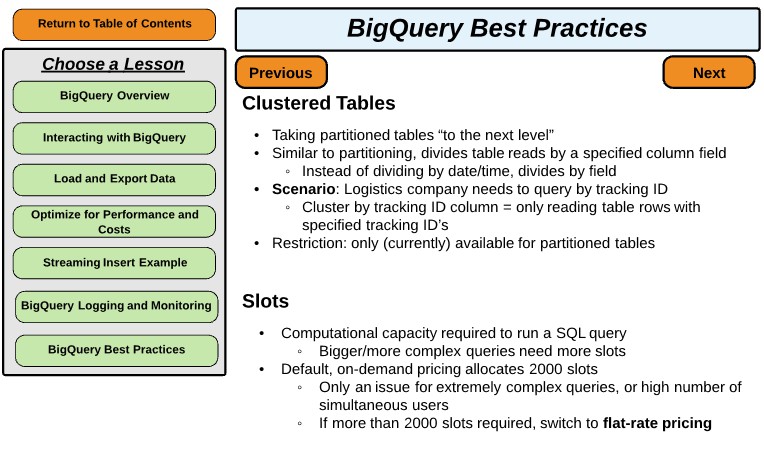 Return to Table of Contents
Choose a Lesson
BigQuery Overview
Interacting with BigQuery
Load and Export Data
Optimize for Performance and
Costs
Streaming Insert Example
BigQuery Logging and Monitoring
BigQuery Best Practices
BigQuery Best Practices
Previous
Next
Clustered Tables
• Taking partitioned tables “to the next level”
• Similar to partitioning, divides table reads by a specified column field
◦ Instead of dividing by date/time, divides by field
• Scenario: Logistics company needs to query by tracking ID
◦ Cluster by tracking ID column = only reading table rows with
specified tracking ID’s
• Restriction: only (currently) available for partitioned tables
Slots
• Computational capacity required to run a SQL query
◦ Bigger/more complex queries need more slots
• Default, on-demand pricing allocates 2000 slots
◦ Only an issue for extremely complex queries, or high number of
simultaneous users
◦ If more than 2000 slots required, switch to flat-rate pricing